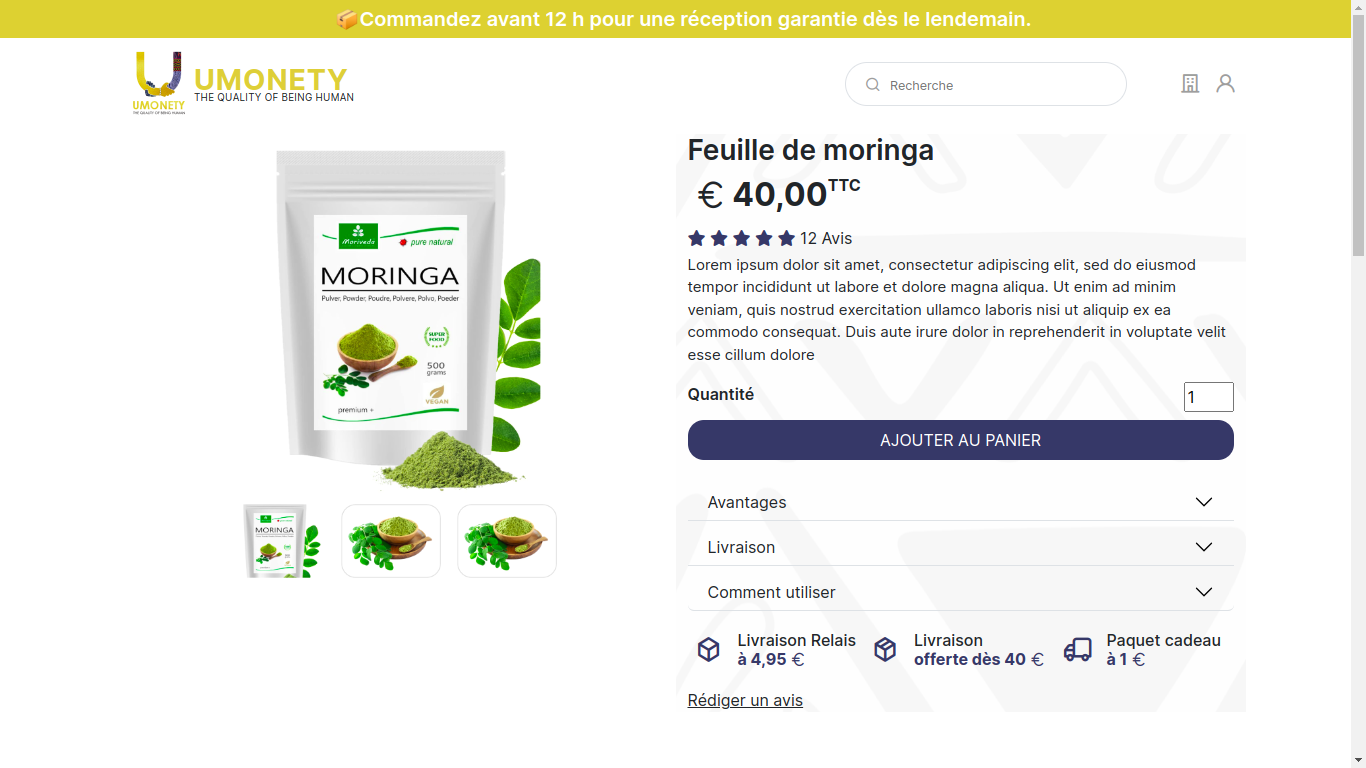 📦Commandez avant 12 h pour une réception garantie dès le lendemain.
UMONETY
THE QUALITY OF BEING HUMAN
UMONETY
THE QUALITY OF BEING HUMAN
Recherche
Moriveda
pure natural
MORINGA
Pulver, Powder, Poudre, Polvere, Polvo, Poeder
SUPER
FOOD
500
grams
VEGAN
premium +
MORINGA
Feuille de moringa
€ 40,00TTC
12 Avis
Lorem ipsum dolor sit amet, consectetur adipiscing elit, sed do eiusmod
tempor incididunt ut labore et dolore magna aliqua. Ut enim ad minim
veniam, quis nostrud exercitation ullamco laboris nisi ut aliquip ex ea
commodo consequat. Duis aute irure dolor in reprehenderit in voluptate velit
esse cillum dolore
Quantité
1
AJOUTER AU PANIER
Avantages
Livraison
Comment utiliser
Livraison Relais
à 4,95 €
Livraison
offerte dès 40 €
Paquet cadeau
à 1 €
Rédiger un avis